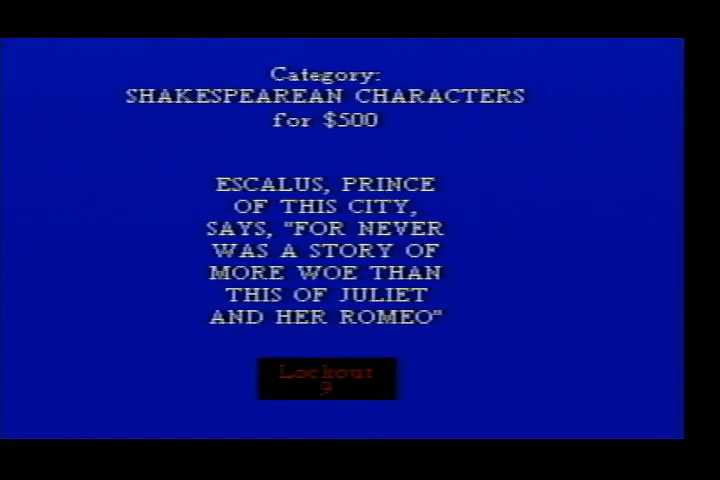 Category:
SHAKESPEAREAN CHARACTERS
for $500
ESCALUS, PRINCE
OF THIS CITY,
SAYS, "FOR NEVER
WAS A STORY OF
MORE WOE THAN
THIS OF JULIET
AND HER ROMEO"
Lockout
9